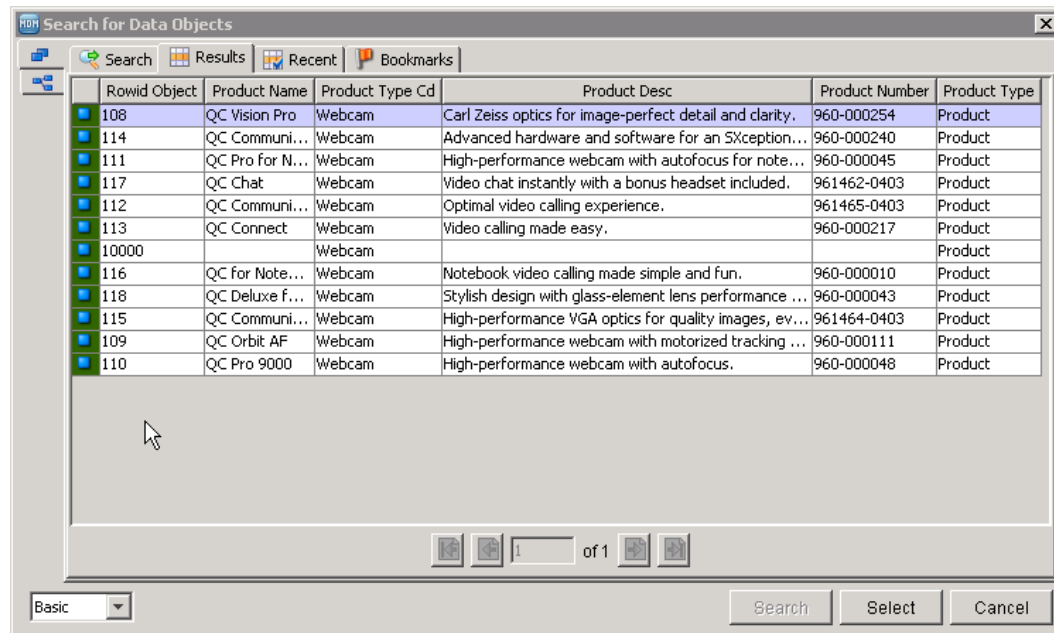 MDM Search for Data Objects
Search Results Recent Bookmarks
Rowid Object Product Name Product Type Cd Product Desc Product Number Product Type
108 QC Vision Pro Webcam Carl Zeiss optics for image-perfect detail and clarity. 960-000254 Product
114 QC Communi... Webcam Advanced hardware and software for an SXception... 960-000240 Product
111 QC Pro for N... Webcam High-performance webcam with autofocus for note... 960-000045 Product
117 QC Chat Webcam Video chat instantly with a bonus headset included. 961462-0403 Product
112 QC Communi... Webcam Optimal video calling experience. 961465-0403 Product
113 QC Connect Webcam Video calling made easy. 960-000217 Product
10000 Webcam Product
116 QC for Note... Webcam Notebook video calling made simple and fun. 960-000010 Product
118 QC Deluxe f... Webcam Stylish design with glass-element lens performance ... 960-000043 Product
115 QC Communi... Webcam High-performance VGA optics for quality images, ev... 961464-0403 Product
109 QC Orbit AF Webcam High-performance webcam with motorized tracking ... 960-000111 Product
110 QC Pro 9000 Webcam High-performance webcam with autofocus. 960-000048 Product
1 of 1
Basic Search Select Cancel